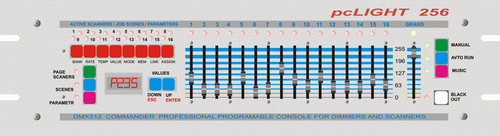 pcLIGHT 256
ACTIVE SCANNERS / JOB SCENES / PARAMETERS
1 2 3 4 5 6 7 8
9 10 11 12 13 14 15 16
BANK RATE TEMP VALUE MODE MEM LINK ASSIGN
1 2 3 4 5 6 7 8 9 10 11 12 13 14 15 16 GRAND
PAGE SCANERS
SCENES
PARAMETR
VALUES
DOWN UP
ESC ENTER
255
196
128
64
0
MANUAL
AVTO RUN
MUSIC
BLACK OUT
DMX512 COMMANDER PROFESSIONAL PROGRAMABLE CONSOLE FOR DIMMERS AND SCANNERS